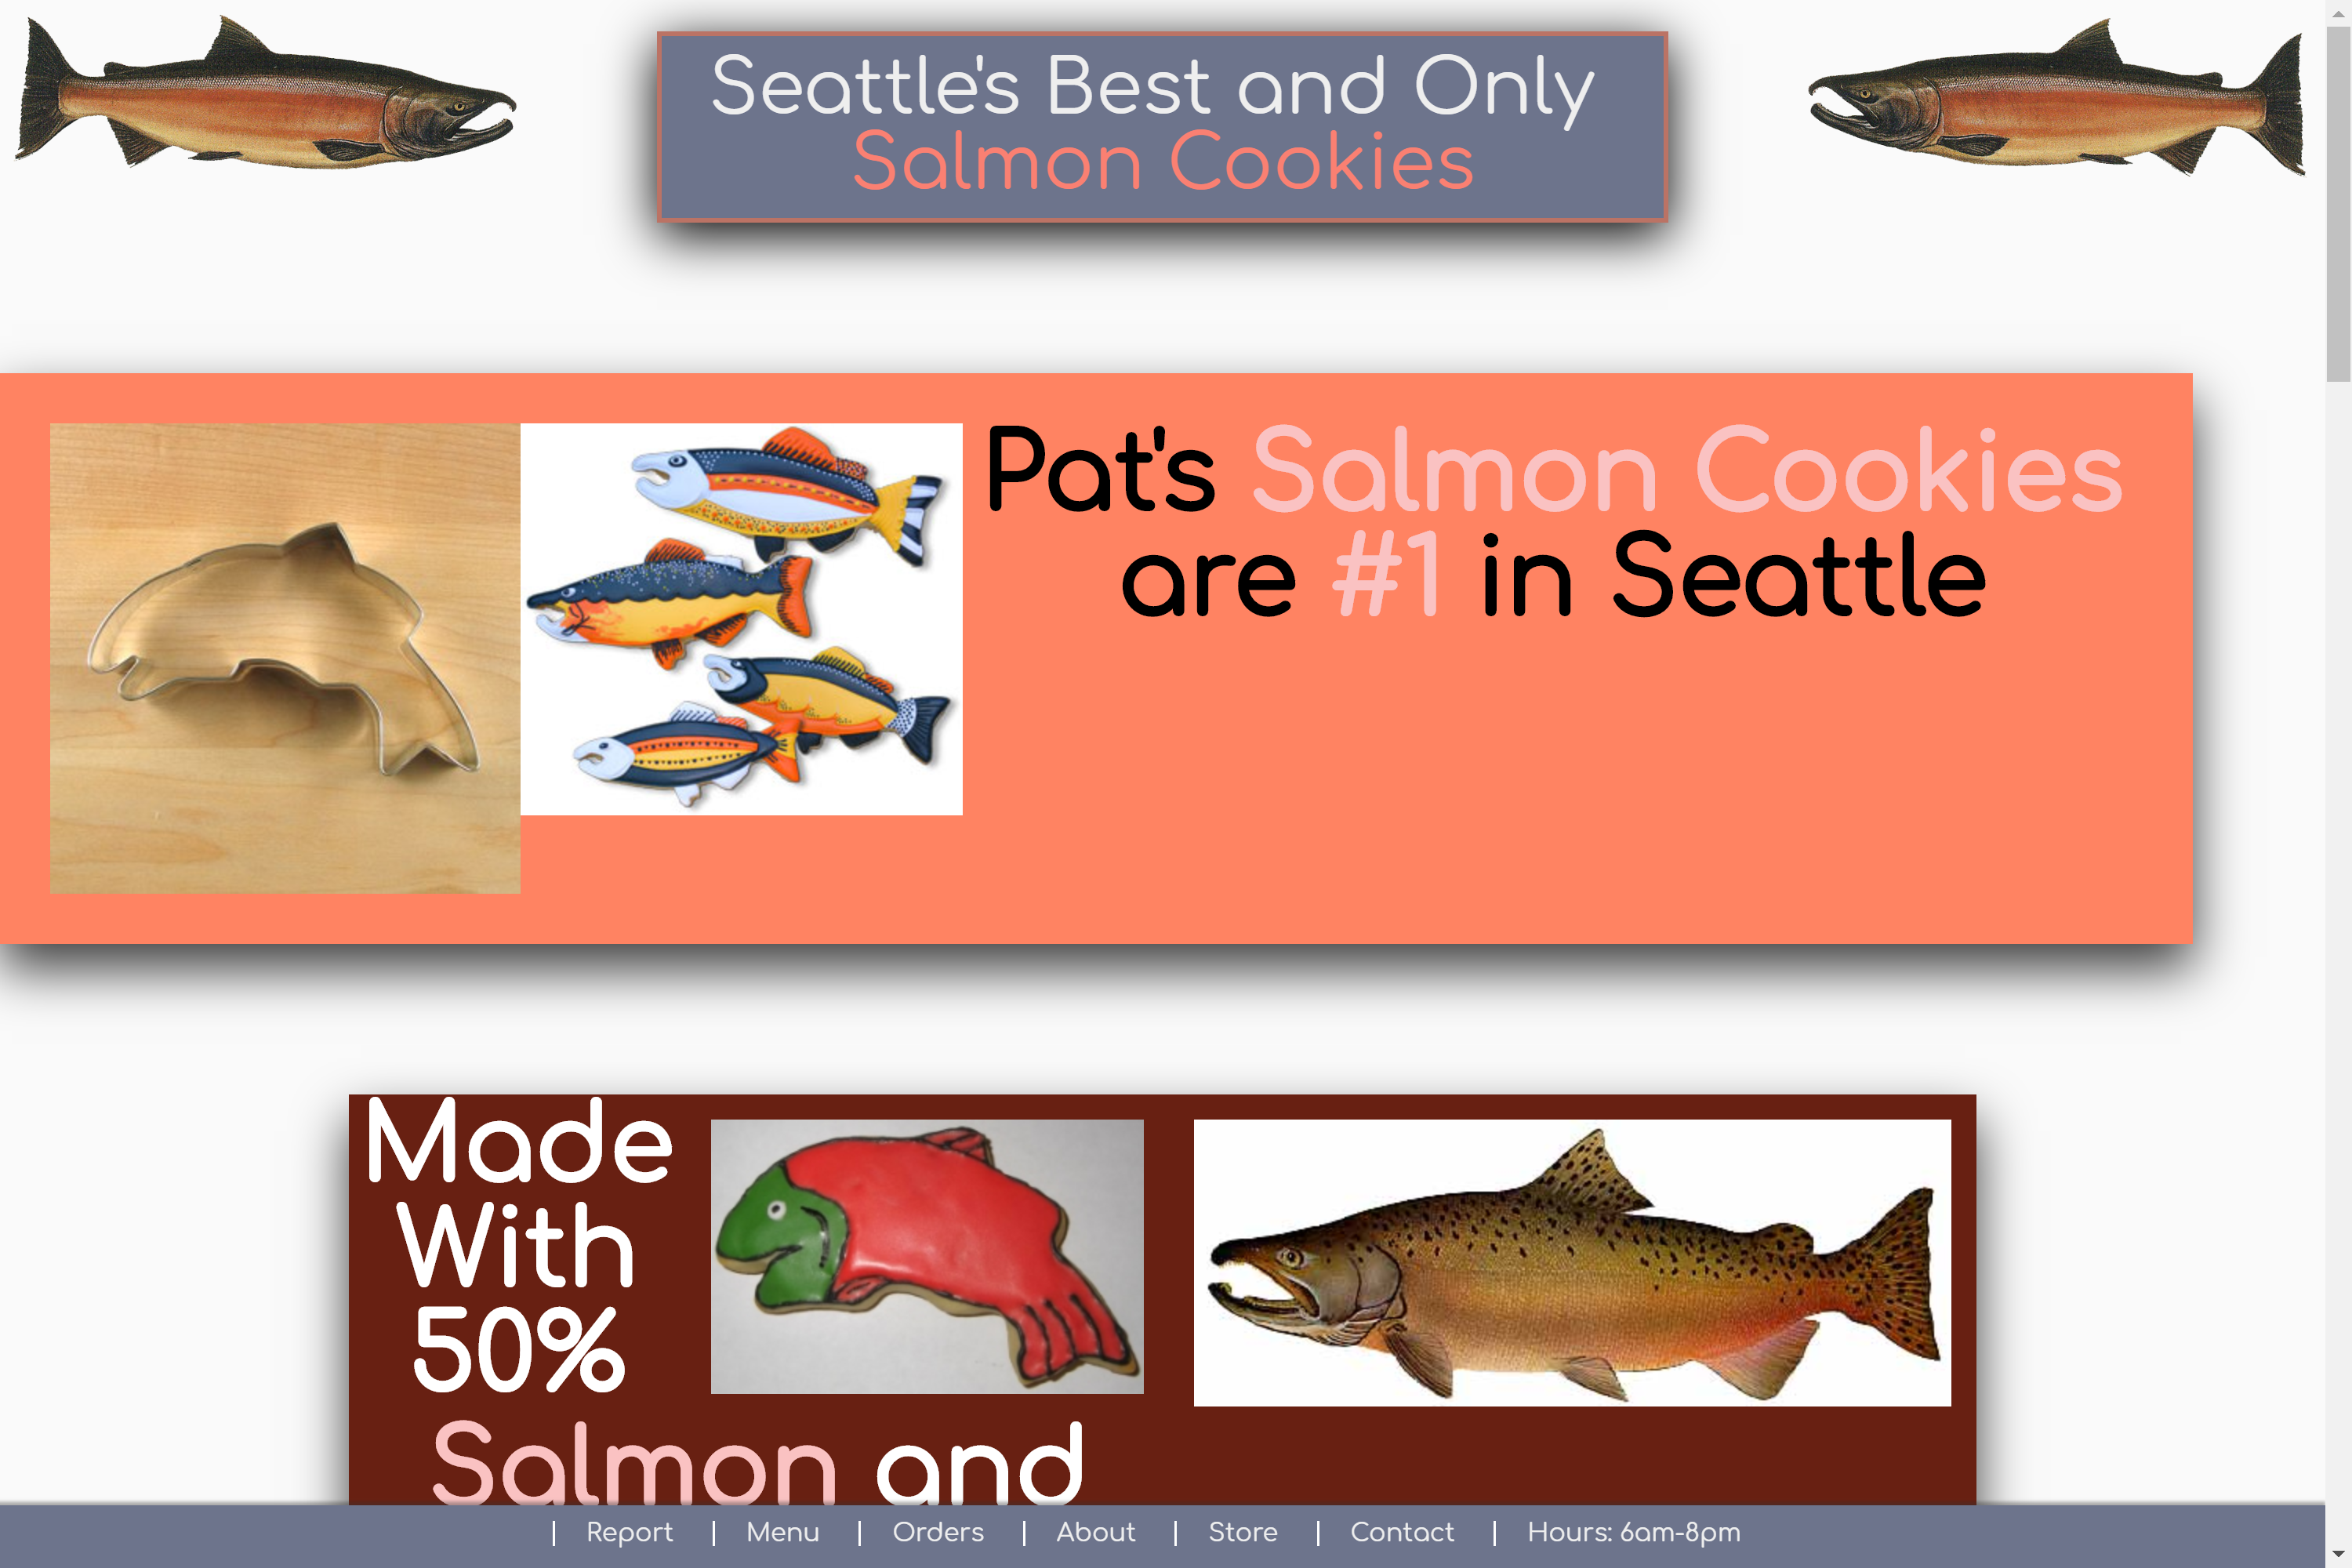 Seattle's Best and Only
Salmon Cookies
Pat's Salmon Cookies
are #1 in Seattle
Made
With
50%
Salmon and
| Report | Menu | Orders | About | Store | Contact | Hours: 6am-8pm